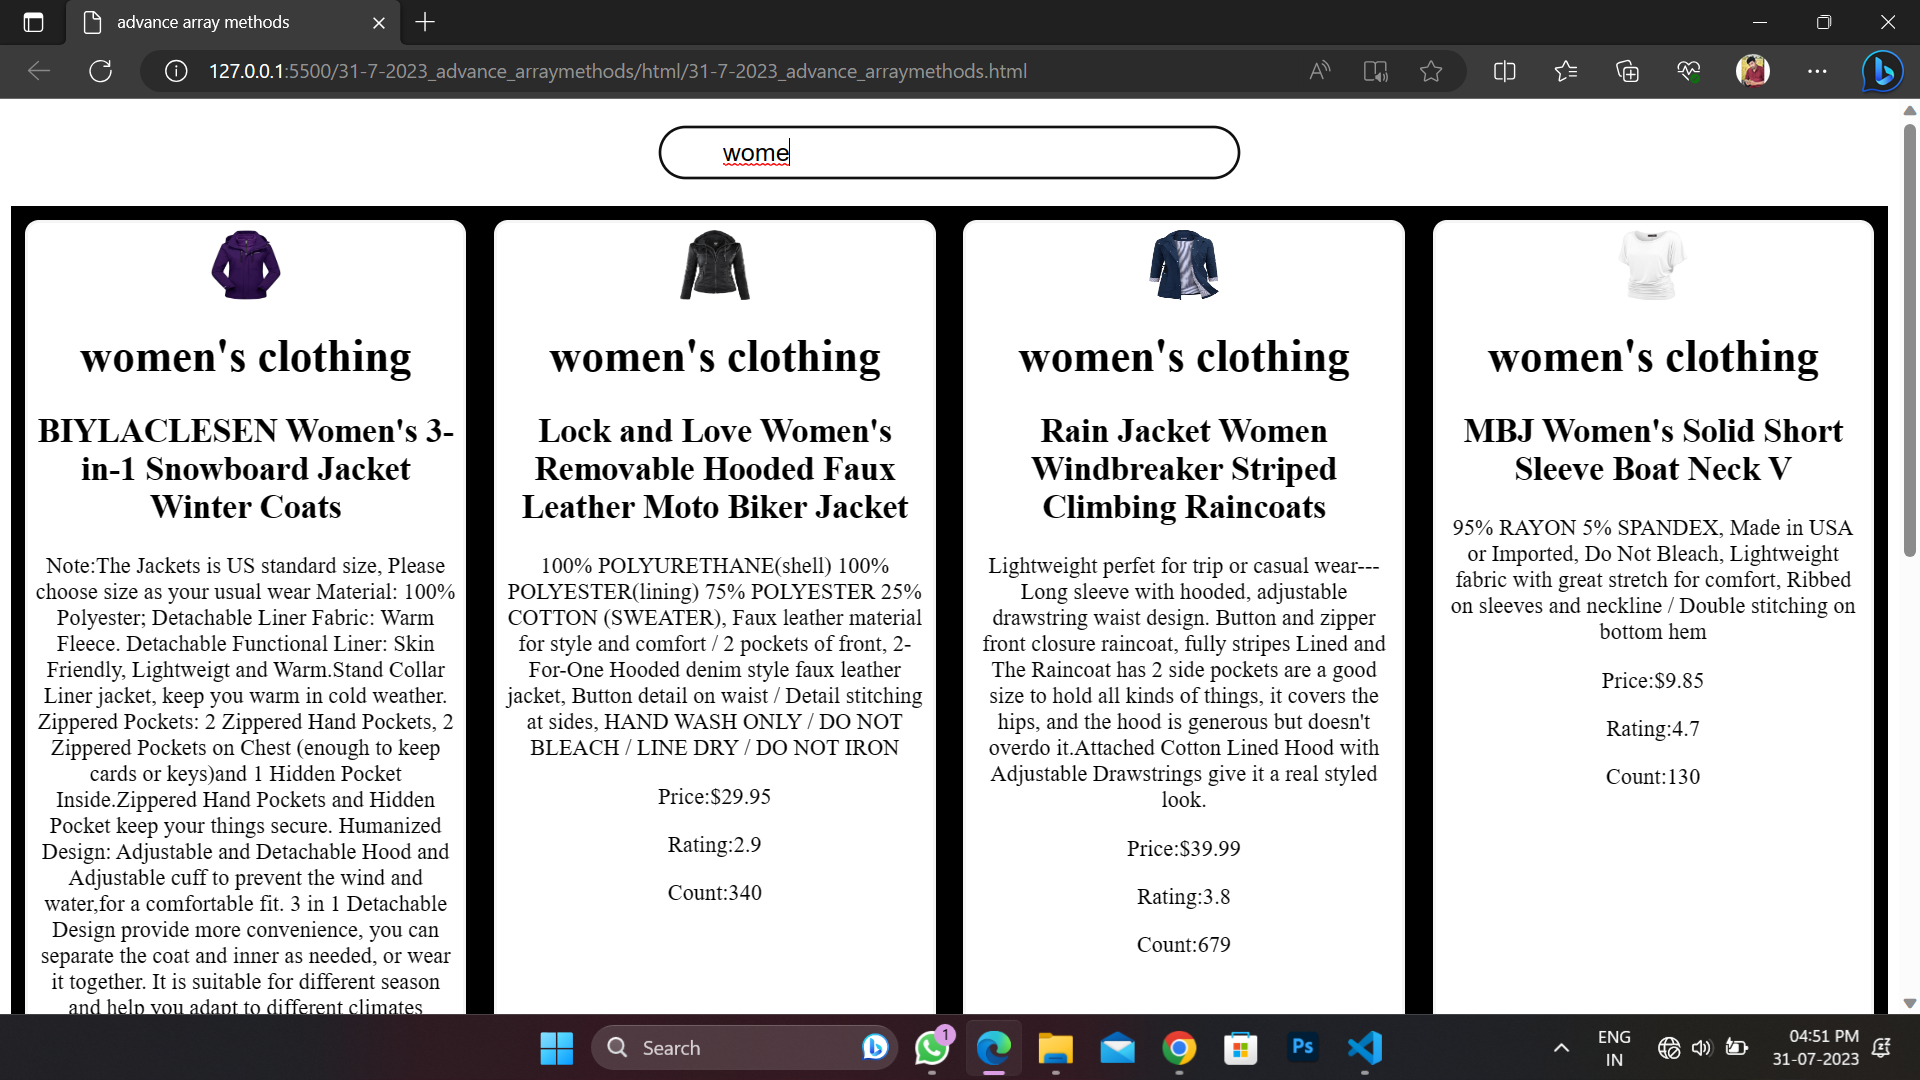 advance array methods
127.0.0.1:5500/31-7-2023_advance_arraymethods/html/31-7-2023_advance_arraymethods.html
wome
women's clothing
BIYLACLESEN Women's 3-
in-1 Snowboard Jacket
Winter Coats
Note:The Jackets is US standard size, Please
choose size as your usual wear Material: 100%
Polyester; Detachable Liner Fabric: Warm
Fleece. Detachable Functional Liner: Skin
Friendly, Lightweigt and Warm.Stand Collar
Liner jacket, keep you warm in cold weather.
Zippered Pockets: 2 Zippered Hand Pockets, 2
Zippered Pockets on Chest (enough to keep
cards or keys)and 1 Hidden Pocket
Inside.Zippered Hand Pockets and Hidden
Pocket keep your things secure. Humanized
Design: Adjustable and Detachable Hood and
Adjustable cuff to prevent the wind and
water,for a comfortable fit. 3 in 1 Detachable
Design provide more convenience, you can
separate the coat and inner as needed, or wear
it together. It is suitable for different season
and help you adapt to different climates
women's clothing
Lock and Love Women's
Removable Hooded Faux
Leather Moto Biker Jacket
100% POLYURETHANE(shell) 100%
POLYESTER(lining) 75% POLYESTER 25%
COTTON (SWEATER), Faux leather material
for style and comfort / 2 pockets of front, 2-
For-One Hooded denim style faux leather
jacket, Button detail on waist / Detail stitching
at sides, HAND WASH ONLY / DO NOT
BLEACH / LINE DRY / DO NOT IRON
Price:$29.95
Rating:2.9
Count:340
women's clothing
Rain Jacket Women
Windbreaker Striped
Climbing Raincoats
Lightweight perfet for trip or casual wear---
Long sleeve with hooded, adjustable
drawstring waist design. Button and zipper
front closure raincoat, fully stripes Lined and
The Raincoat has 2 side pockets are a good
size to hold all kinds of things, it covers the
hips, and the hood is generous but doesn't
overdo it.Attached Cotton Lined Hood with
Adjustable Drawstrings give it a real styled
look.
Price:$39.99
Rating:3.8
Count:679
women's clothing
MBJ Women's Solid Short
Sleeve Boat Neck V
95% RAYON 5% SPANDEX, Made in USA
or Imported, Do Not Bleach, Lightweight
fabric with great stretch for comfort, Ribbed
on sleeves and neckline / Double stitching on
bottom hem
Price:$9.85
Rating:4.7
Count:130
Search
1
Ps
ENG
IN
04:51 PM
31-07-2023